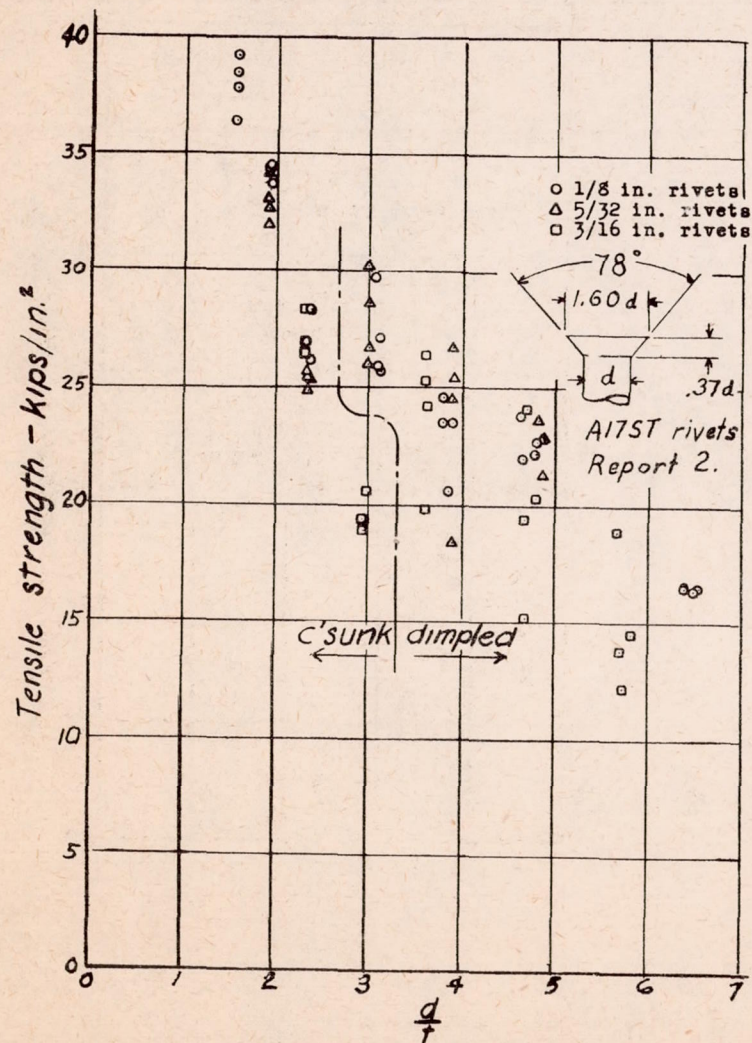 40
35
30
25
20
15
10
5
0
Tensile strength – Kips/in.²
○ 1/8 in. rivets
△ 5/32 in. rivets
□ 3/16 in. rivets
78°
1.60 d
d
.37d
A17ST rivets
Report 2.
c'sunk dimpled
0 1 2 3 4 5 6 7
d
t